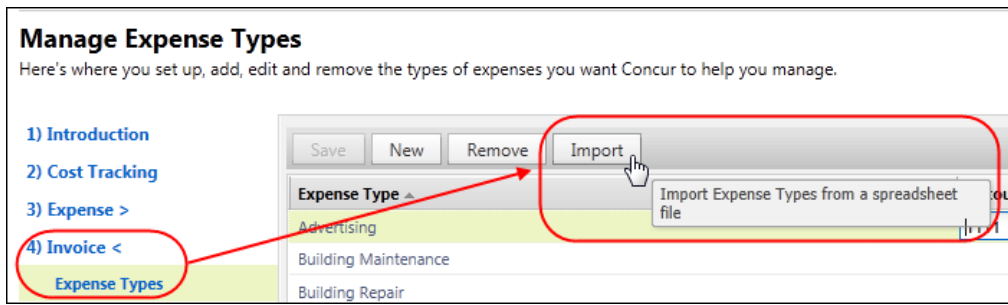 Manage Expense Types
Here's where you set up, add, edit and remove the types of expenses you want Concur to help you manage.
1) Introduction
2) Cost Tracking
3) Expense >
4) Invoice <
Expense Types
Save New Remove Import
Expense Type
Import Expense Types from a spreadsheet
file
Advertising
Building Maintenance
Building Repair